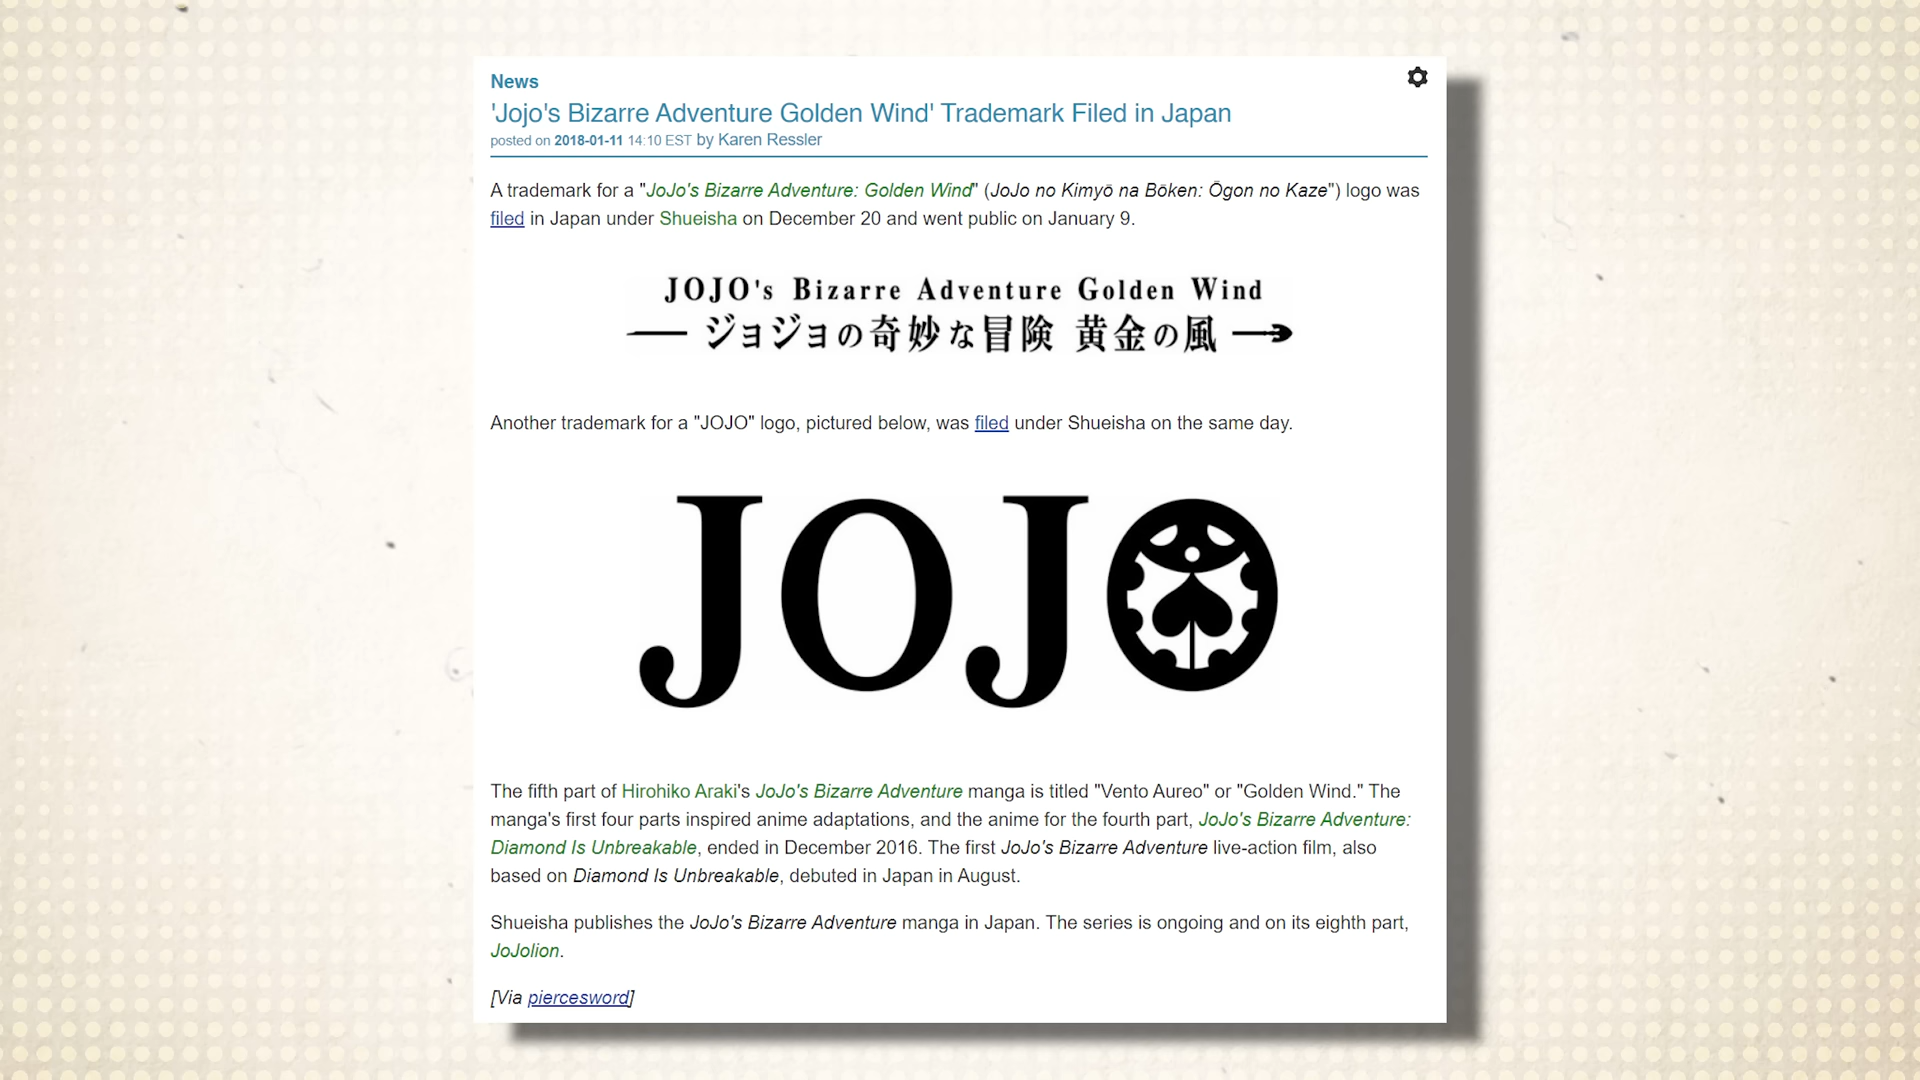 News
'Jojo's Bizarre Adventure Golden Wind' Trademark Filed in Japan
posted on 2018-01-11 14:10 EST by Karen Ressler
A trademark for a "JoJo's Bizarre Adventure: Golden Wind" (JoJo no Kimyō na Bōken: Ōgon no Kaze") logo was
filed in Japan under Shueisha on December 20 and went public on January 9.
JOJO's Bizarre Adventure Golden Wind
ジョジョの奇妙な冒険 黄金の風
Another trademark for a "JOJO" logo, pictured below, was filed under Shueisha on the same day.
JOJO
The fifth part of Hirohiko Araki's JoJo's Bizarre Adventure manga is titled "Vento Aureo" or "Golden Wind." The
manga's first four parts inspired anime adaptations, and the anime for the fourth part, JoJo's Bizarre Adventure:
Diamond Is Unbreakable, ended in December 2016. The first JoJo's Bizarre Adventure live-action film, also
based on Diamond Is Unbreakable, debuted in Japan in August.
Shueisha publishes the JoJo's Bizarre Adventure manga in Japan. The series is ongoing and on its eighth part,
JoJolion.
[Via piercesword]